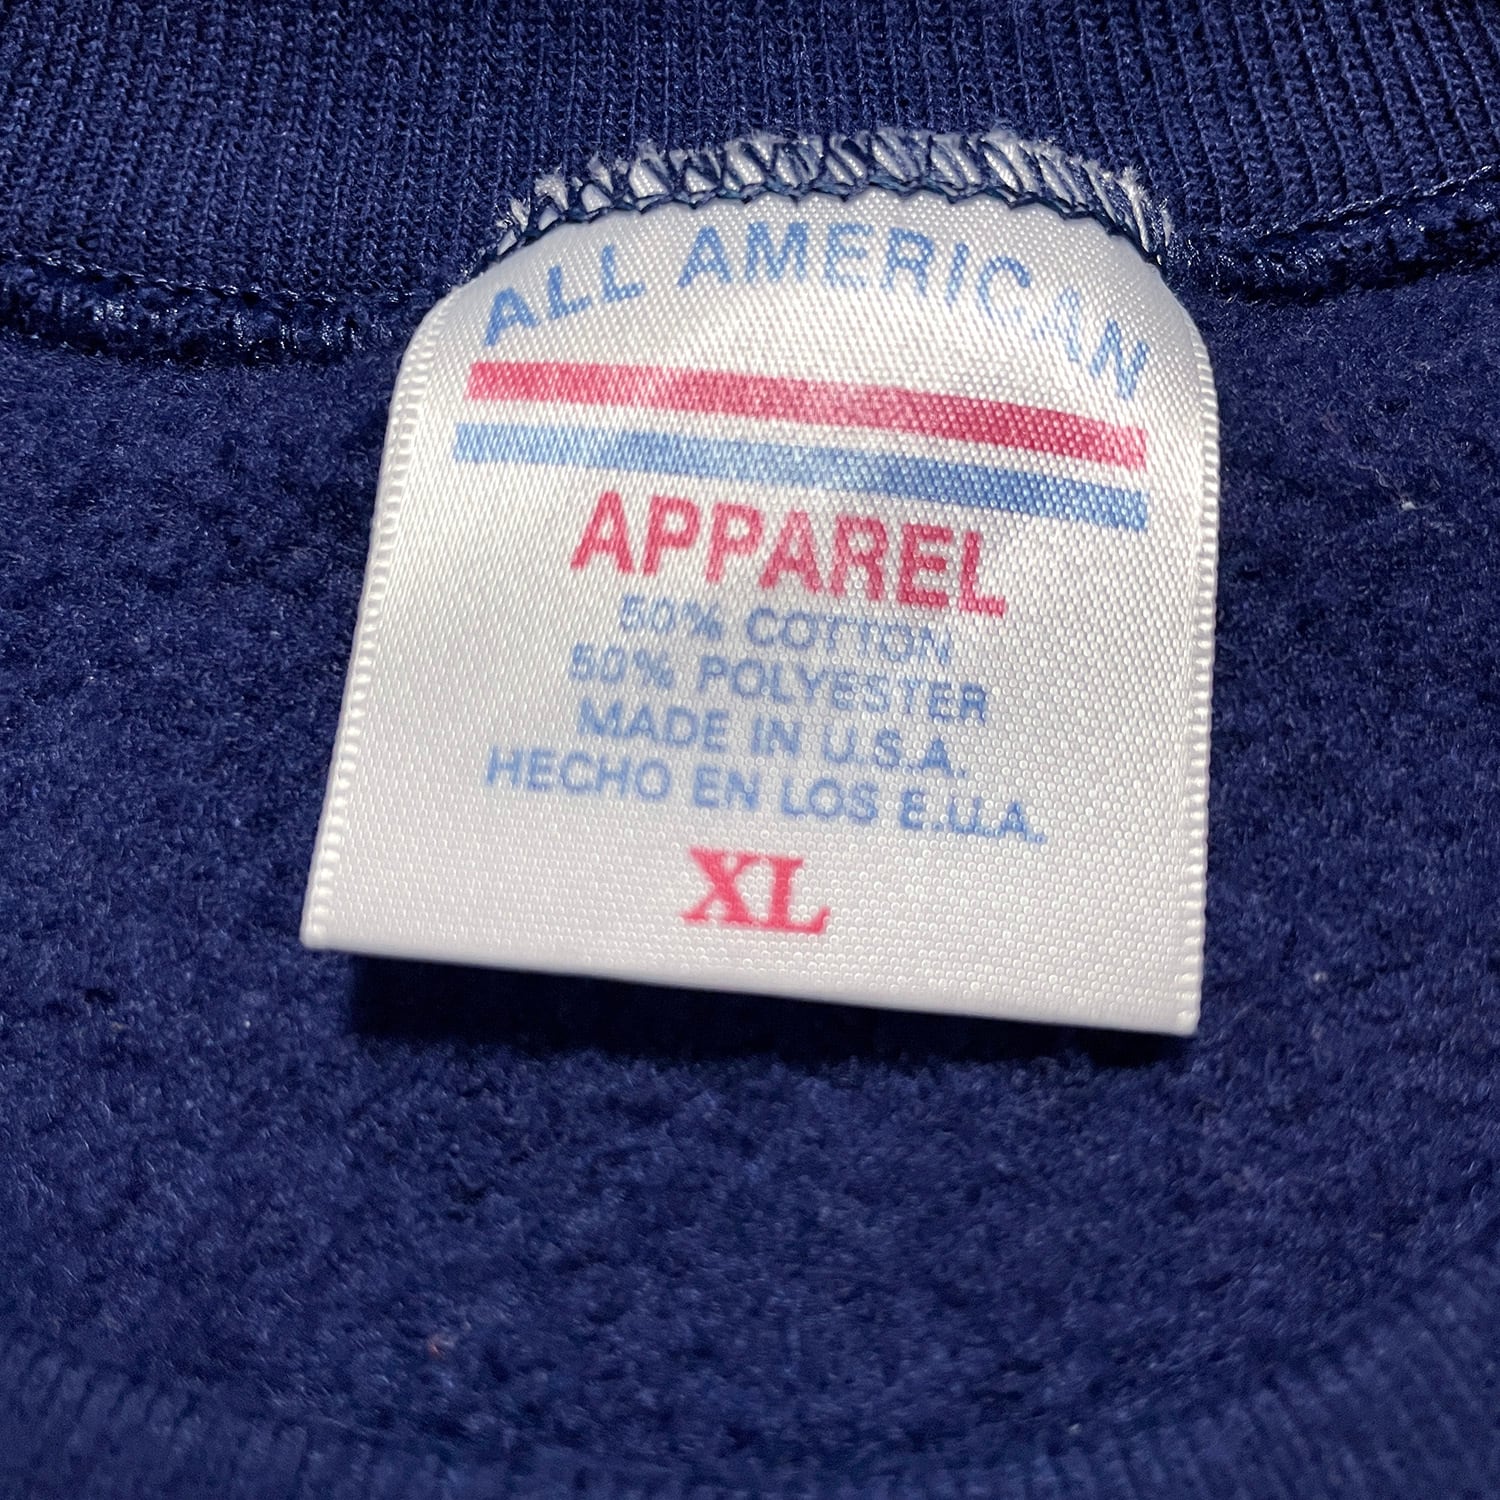 ALL AMERICAN
APPAREL
50% COTTON
50% POLYESTER
MADE IN U.S.A.
HECHO EN LOS E.U.A.
XL